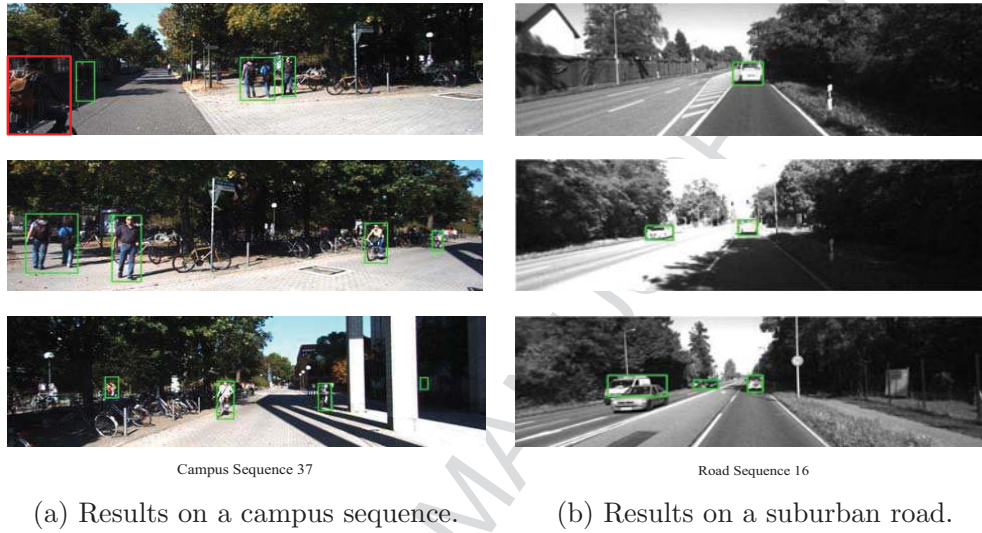 Campus Sequence 37
Road Sequence 16
(a) Results on a campus sequence.
(b) Results on a suburban road.